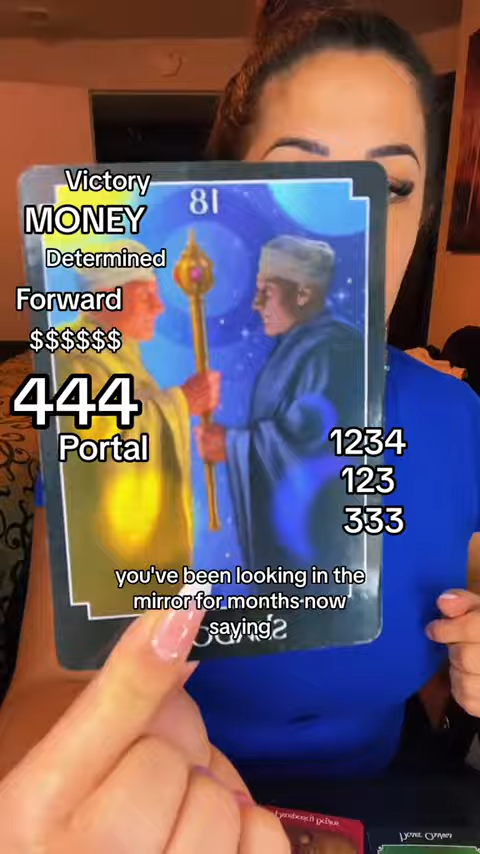 Victory
18
MONEY
Determined
Forward
$$$$$$
444
Portal
1234
123
333
you've been looking in the
mirror for months now
saying